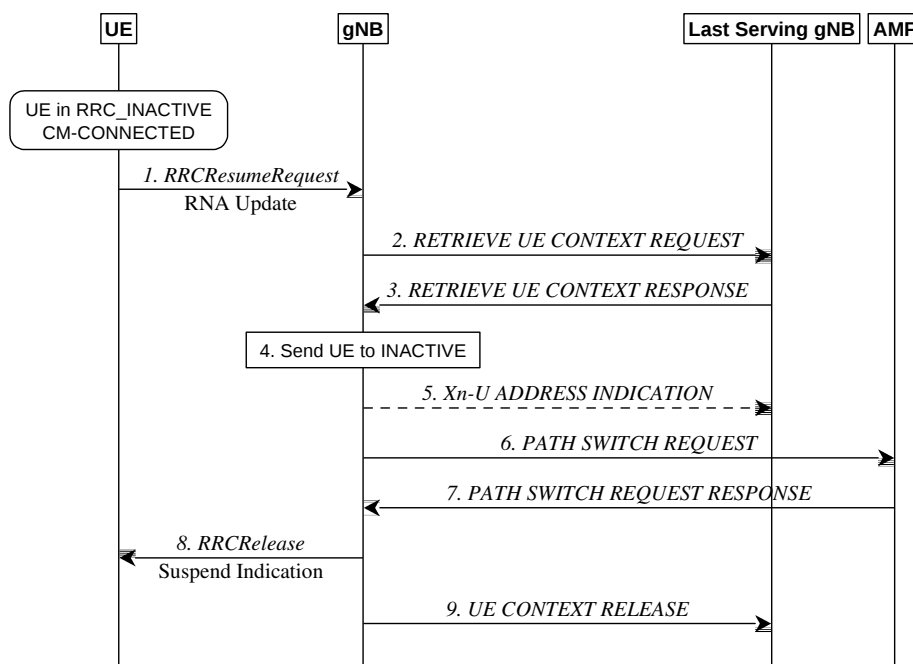 UE
gNB
Last Serving gNB
AMF
UE in RRC_INACTIVE
CM-CONNECTED
1. RRCResumeRequest
RNA Update
2. RETRIEVE UE CONTEXT REQUEST
3. RETRIEVE UE CONTEXT RESPONSE
4. Send UE to INACTIVE
5. Xn-U ADDRESS INDICATION
6. PATH SWITCH REQUEST
7. PATH SWITCH REQUEST RESPONSE
8. RRCRelease
Suspend Indication
9. UE CONTEXT RELEASE